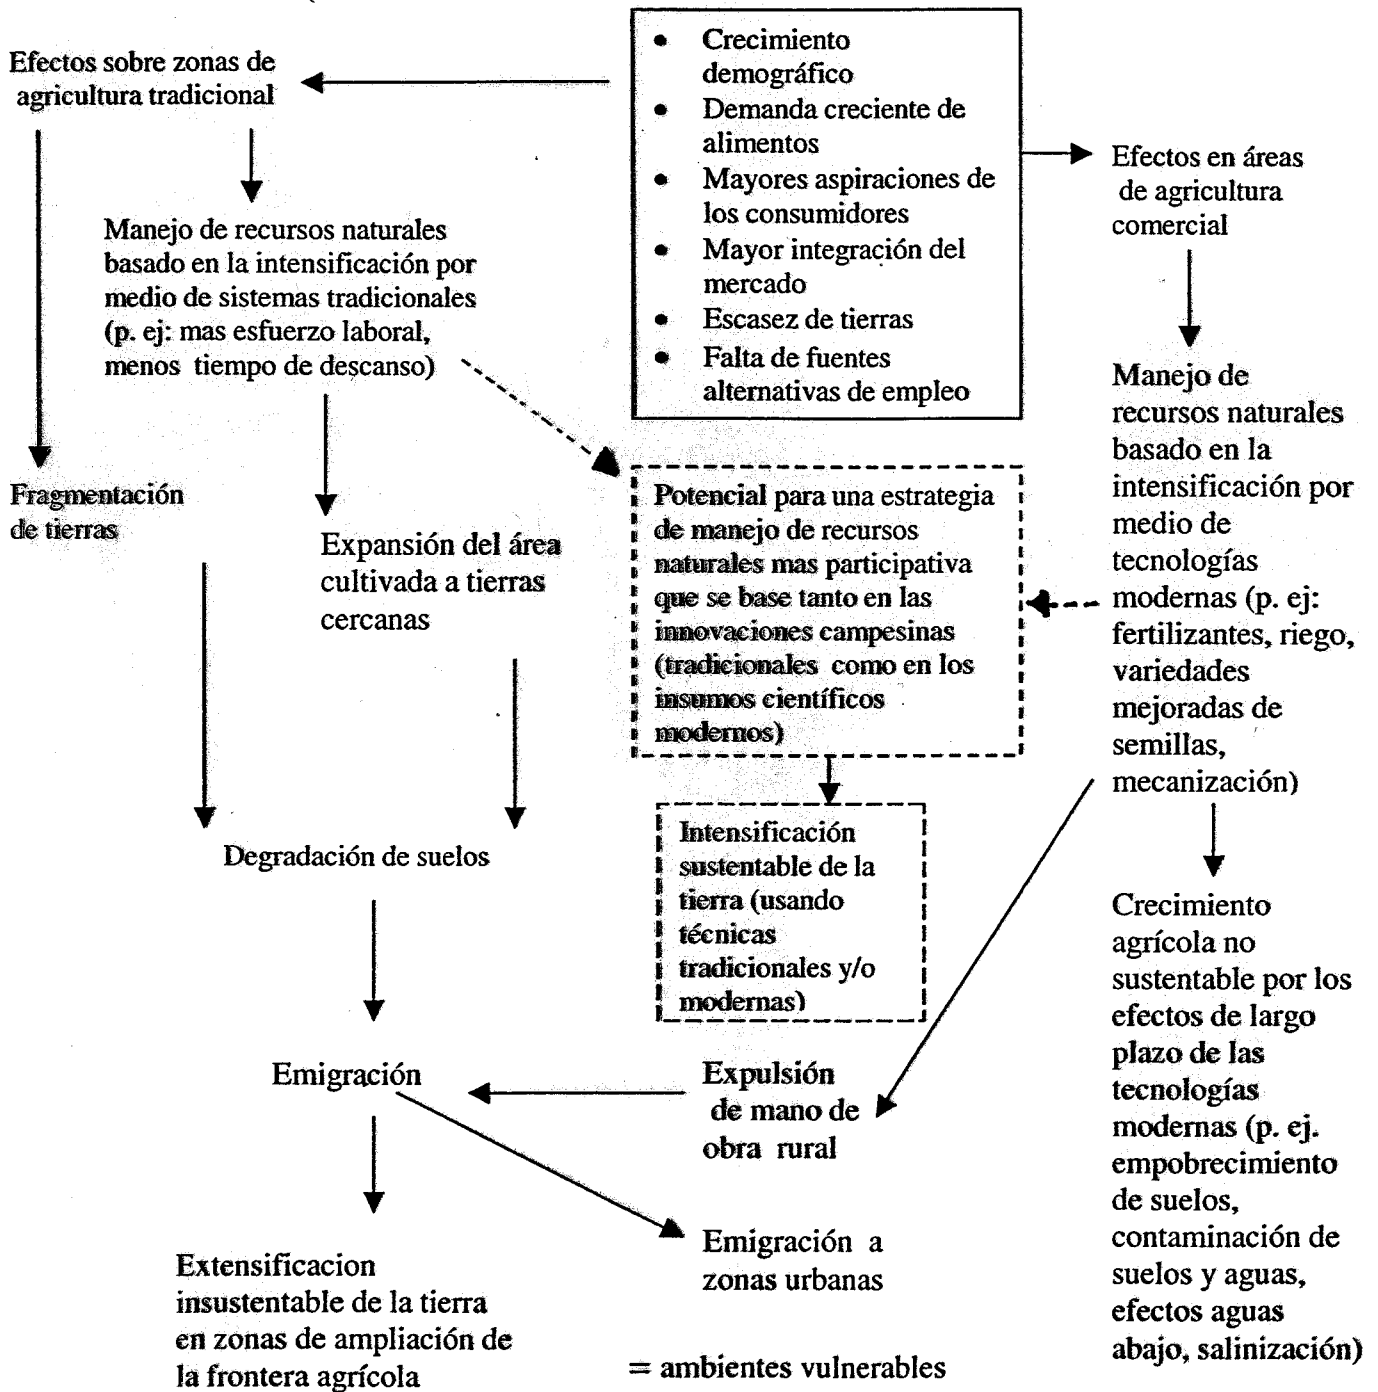 Efectos sobre zonas de
agricultura tradicional
• Crecimiento
demográfico
• Demanda creciente de
alimentos
• Mayores aspiraciones de
los consumidores
• Mayor integración del
mercado
• Escasez de tierras
• Falta de fuentes
alternativas de empleo
Efectos en áreas
de agricultura
comercial
Manejo de recursos naturales
basado en la intensificación por
medio de sistemas tradicionales
(p. ej: mas esfuerzo laboral,
menos tiempo de descanso)
Manejo de
recursos naturales
basado en la
intensificación por
medio de
tecnologías
modernas (p. ej:
fertilizantes, riego,
variedades
mejoradas de
semillas,
mecanización)
Fragmentación
de tierras
Expansión del área
cultivada a tierras
cercanas
Potencial para una estrategia
de manejo de recursos
naturales mas participativa
que se base tanto en las
innovaciones campesinas
(tradicionales como en los
insumos científicos
modernos)
Degradación de suelos
Intensificación
sustentable de la
tierra (usando
técnicas
tradicionales y/o
modernas)
Crecimiento
agrícola no
sustentable por los
efectos de largo
plazo de las
tecnologías
modernas (p. ej.
empobrecimiento
de suelos,
contaminación de
suelos y aguas,
efectos aguas
abajo, salinización)
Emigración
Expulsión
de mano de
obra rural
Emigración a
zonas urbanas
Extensificacion
insustentable de la tierra
en zonas de ampliación de
la frontera agrícola
= ambientes vulnerables